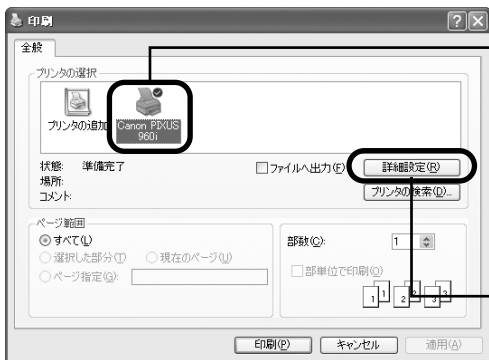 印刷
全般
プリンタの選択
プリンタの追加
Canon PIXUS
960i
状態: 準備完了
場所:
コメント:
ファイルへ出力(F)
詳細設定(R)
プリンタの検索(D)...
ページ範囲
すべて(L)
選択した部分(T) 現在のページ(U)
ページ指定(G):
部数(C): 1
部単位で印刷(O)
1 1 2 2 3 3
印刷(P) キャンセル 適用(A)